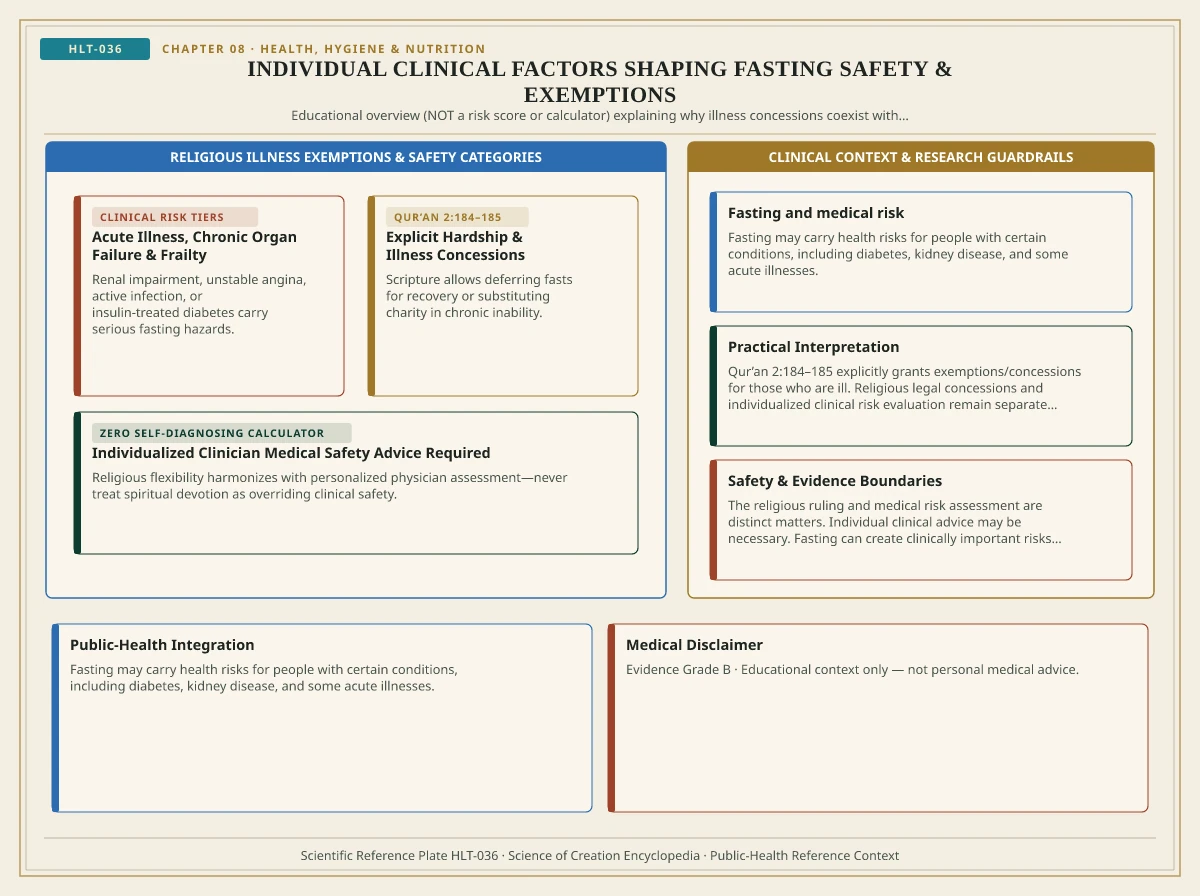 HLT-036
CHAPTER 08 · HEALTH, HYGIENE & NUTRITION
INDIVIDUAL CLINICAL FACTORS SHAPING FASTING SAFETY &
EXEMPTIONS
Educational overview (NOT a risk score or calculator) explaining why illness concessions coexist with…
RELIGIOUS ILLNESS EXEMPTIONS & SAFETY CATEGORIES
CLINICAL RISK TIERS
Acute Illness, Chronic Organ
Failure & Frailty
Renal impairment, unstable angina,
active infection, or
insulin-treated diabetes carry
serious fasting hazards.
QUR’AN 2:184–185
Explicit Hardship &
Illness Concessions
Scripture allows deferring fasts
for recovery or substituting
charity in chronic inability.
ZERO SELF-DIAGNOSING CALCULATOR
Individualized Clinician Medical Safety Advice Required
Religious flexibility harmonizes with personalized physician assessment—never
treat spiritual devotion as overriding clinical safety.
CLINICAL CONTEXT & RESEARCH GUARDRAILS
Fasting and medical risk
Fasting may carry health risks for people with certain
conditions, including diabetes, kidney disease, and some
acute illnesses.
Practical Interpretation
Qur’an 2:184–185 explicitly grants exemptions/concessions
for those who are ill. Religious legal concessions and
individualized clinical risk evaluation remain separate…
Safety & Evidence Boundaries
The religious ruling and medical risk assessment are
distinct matters. Individual clinical advice may be
necessary. Fasting can create clinically important risks…
Public-Health Integration
Fasting may carry health risks for people with certain conditions,
including diabetes, kidney disease, and some acute illnesses.
Medical Disclaimer
Evidence Grade B · Educational context only — not personal medical advice.
Scientific Reference Plate HLT-036 · Science of Creation Encyclopedia · Public-Health Reference Context